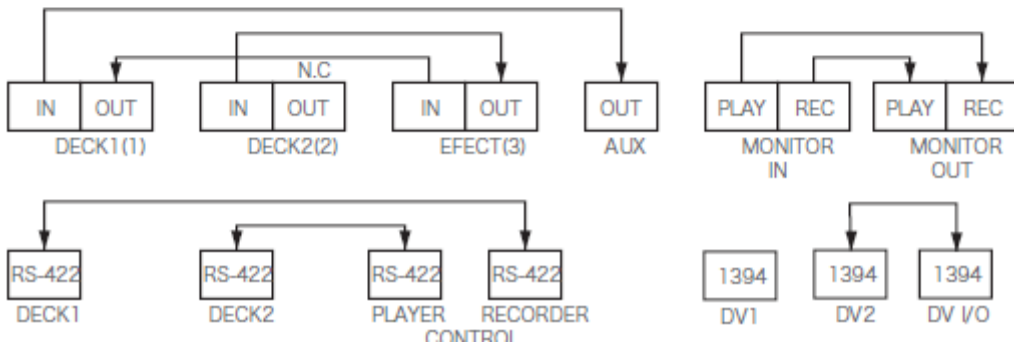 N.C
IN OUT IN OUT IN OUT OUT PLAY REC PLAY REC
DECK1(1) DECK2(2) EFECT(3) AUX MONITOR IN MONITOR OUT
RS-422 RS-422 RS-422 RS-422 1394 1394 1394
DECK1 DECK2 PLAYER RECORDER DV1 DV2 DV I/O
CONTROL